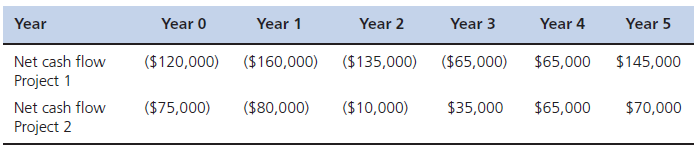 Year Year 0 Year 1 Year 2 Year 3 Year 4 Year 5
Net cash flow ($120,000) ($160,000) ($135,000) ($65,000) $65,000 $145,000
Project 1
Net cash flow ($75,000) ($80,000) ($10,000) $35,000 $65,000 $70,000
Project 2